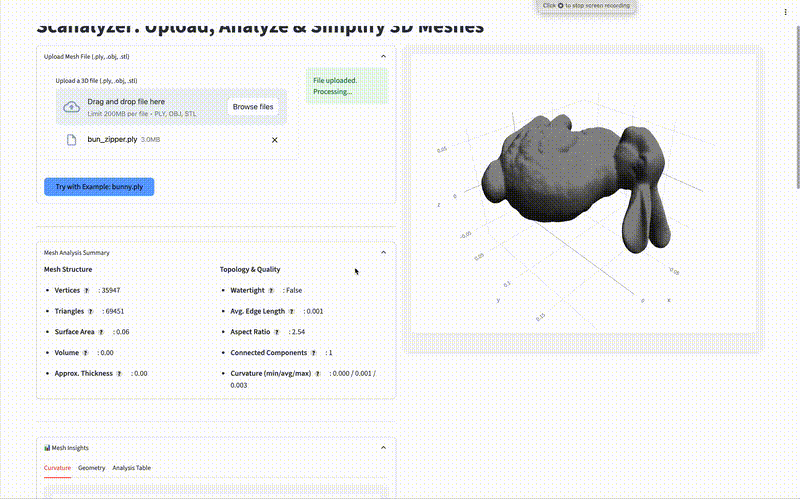 Click to stop screen recording
Scanalyzer: Upload, Analyze & Simplify 3D Meshes
Upload Mesh File (.ply, .obj, .stl)
Upload a 3D file (.ply, .obj, .stl)
Drag and drop file here
Limit 200MB per file • PLY, OBJ, STL
Browse files
bun_zipper.ply 3.0MB
File uploaded.
Processing...
Try with Example: bunny.ply
Mesh Analysis Summary
Mesh Structure
Vertices ? : 35947
Triangles ? : 69451
Surface Area ? : 0.06
Volume ? : 0.00
Approx. Thickness ? : 0.00
Topology & Quality
Watertight ? : False
Avg. Edge Length ? : 0.001
Aspect Ratio ? : 2.54
Connected Components ? : 1
Curvature (min/avg/max) ? : 0.000 / 0.001 /
0.003
Mesh Insights
Curvature Geometry Analysis Table
0.05
z
0
−0.05
0.05
0.1
y
0.15
0
x
−0.05